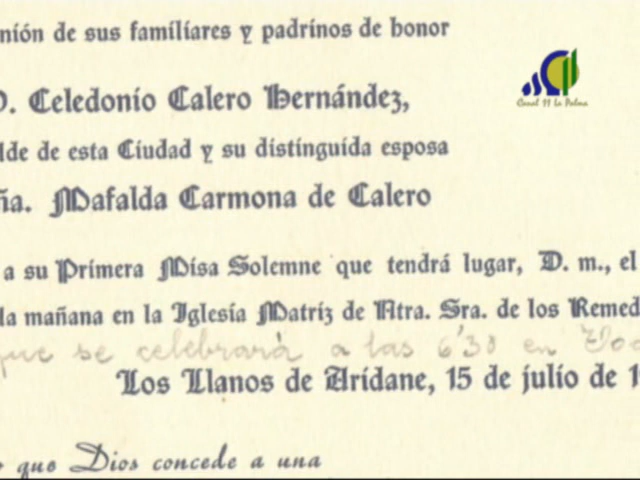 nión de sus familiares y padrinos de honor
D. Celedonio Calero Hernández,
lde de esta Ciudad y su distinguida esposa
ña. Mafalda Carmona de Calero
a su Primera Misa Solemne que tendrá lugar, D. m., el
la mañana en la Iglesia Matriz de Ntra. Sra. de los Remed
que se celebrará a las 6'30 en
Los Llanos de Aridane, 15 de julio de 1
que Dios concede a una
Canal 11 La Palma